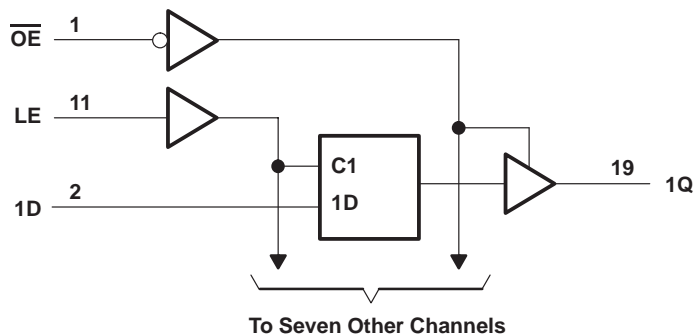 OE 1
LE 11
C1
1D 2 1D
19 1Q
To Seven Other Channels